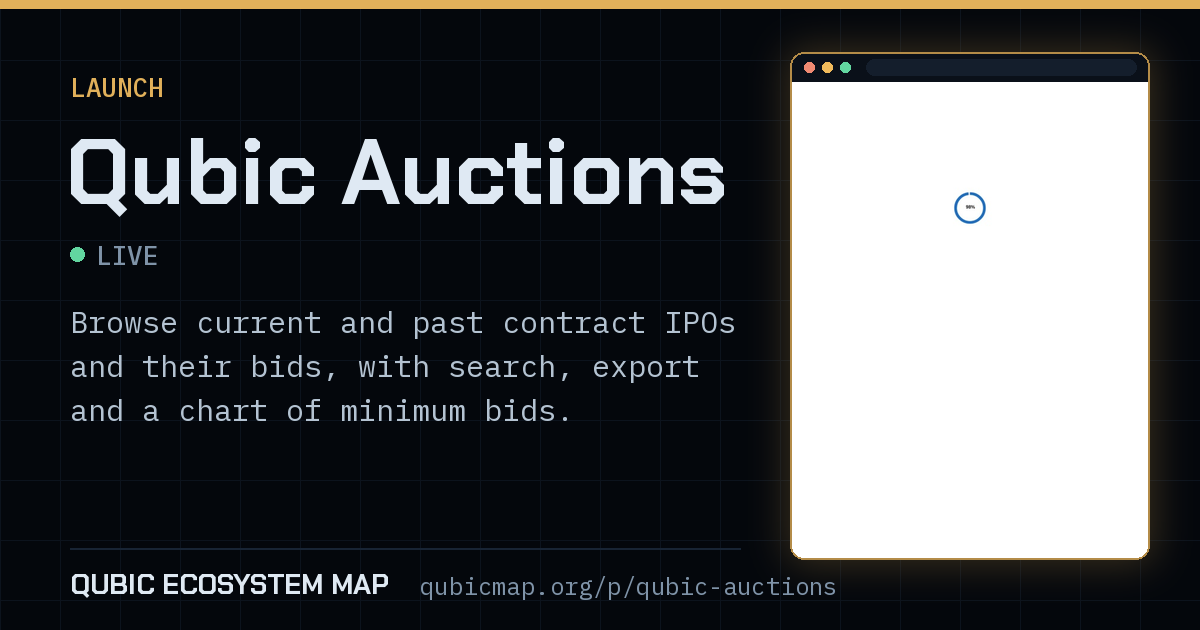 LAUNCH
Qubic Auctions
LIVE
Browse current and past contract IPOs
and their bids, with search, export
and a chart of minimum bids.
QUBIC ECOSYSTEM MAP
qubicmap.org/p/qubic-auctions